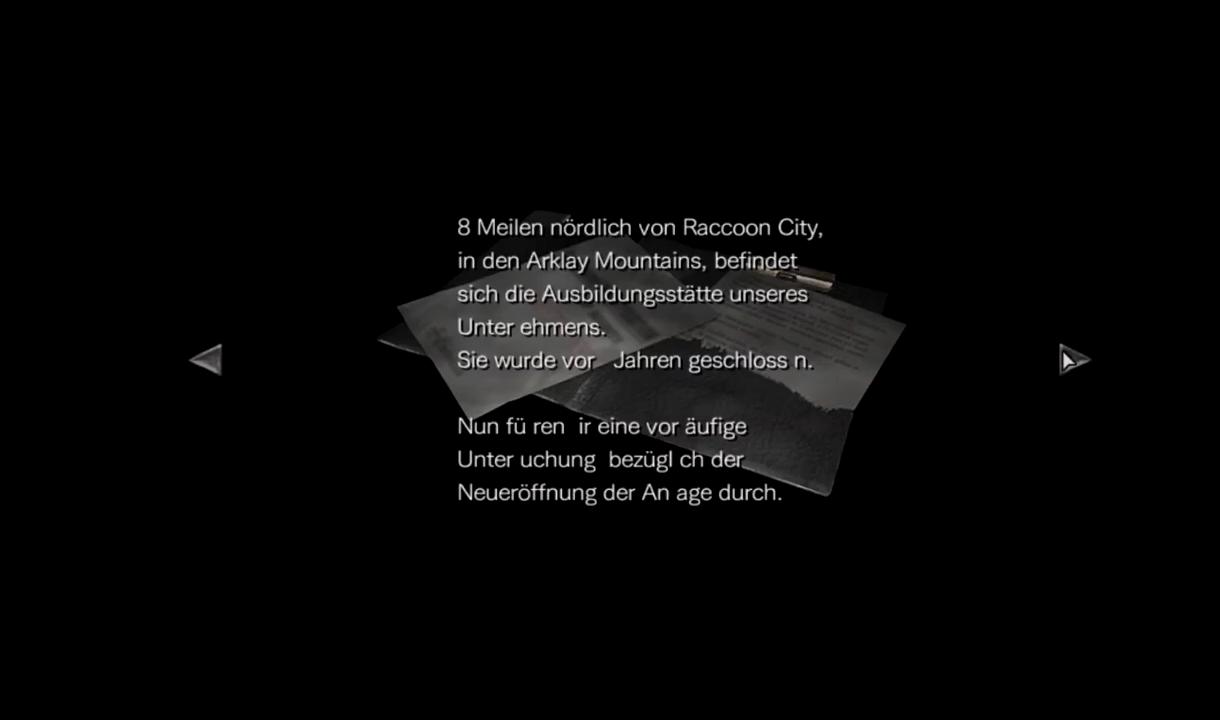 8 Meilen nördlich von Raccoon City,
in den Arklay Mountains, befindet
sich die Ausbildungsstätte unseres
Unter ehmens.
Sie wurde vor   Jahren geschloss n.
Nun fü ren  ir eine vor äufige
Unter uchung  bezügl ch der
Neueröffnung der An age durch.